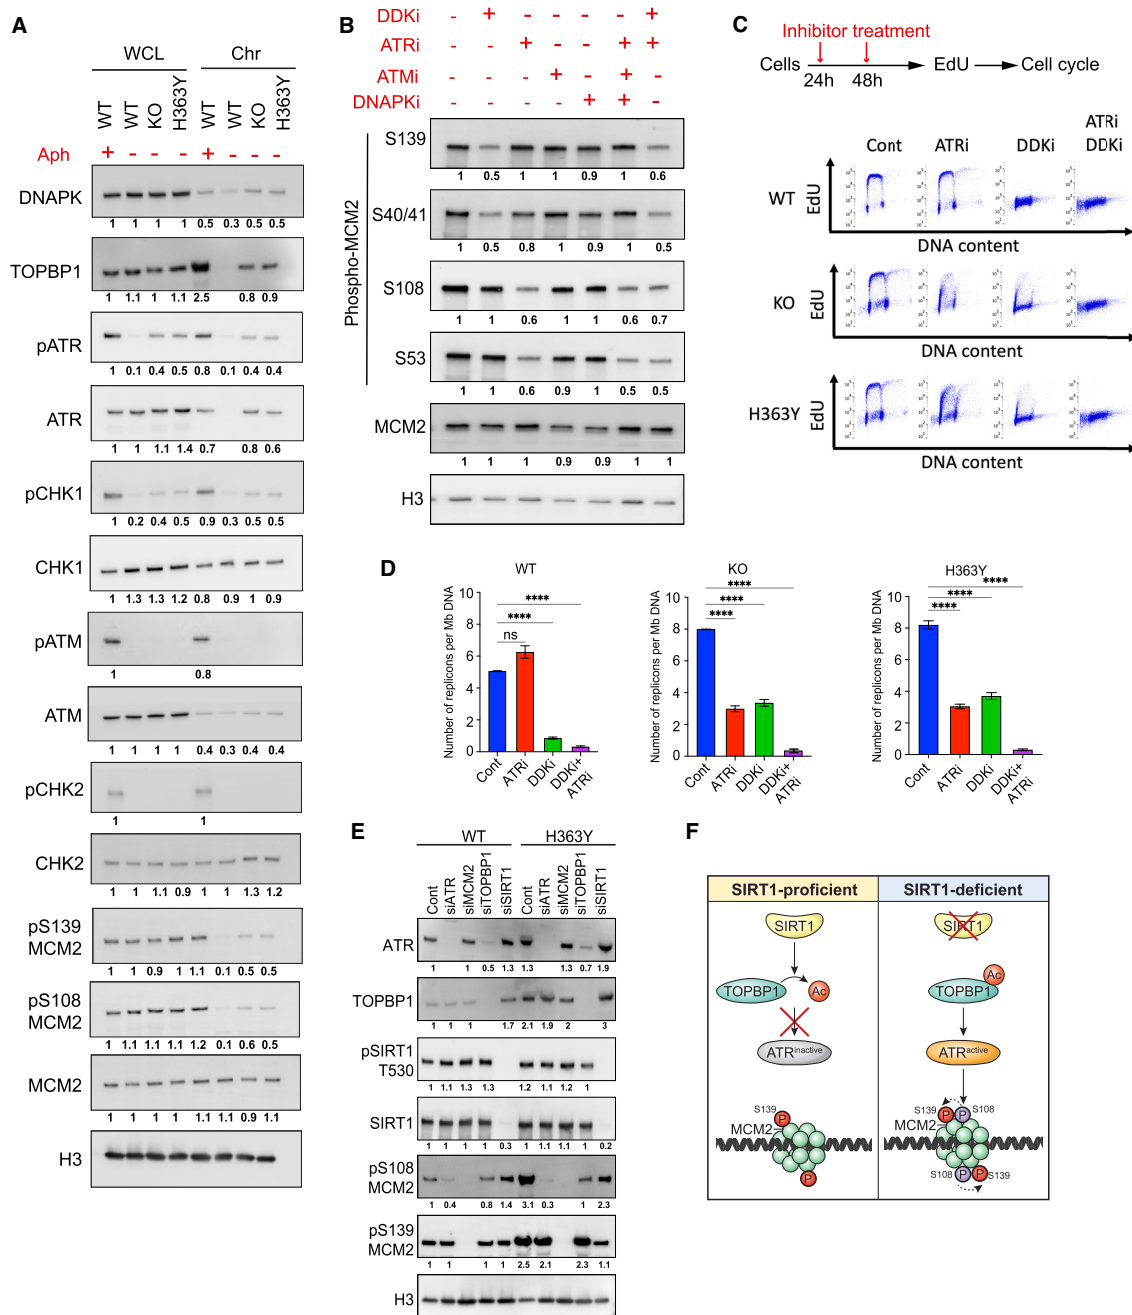 A
WCL Chr
WT WT KO H363Y WT WT KO H363Y
Aph + - - - + - - -
DNAPK
1 1 1 1 0.5 0.3 0.5 0.5
TOPBP1
1 1.1 1 1.1 2.5 0.8 0.9
pATR
1 0.1 0.4 0.5 0.8 0.1 0.4 0.4
ATR
1 1 1.1 1.4 0.7 0.8 0.6
pCHK1
1 0.2 0.4 0.5 0.9 0.3 0.5 0.5
CHK1
1 1.3 1.3 1.2 0.8 0.9 1 0.9
pATM
1 0.8
ATM
1 1 1 1 0.4 0.3 0.4 0.4
pCHK2
1 1
CHK2
1 1 1.1 0.9 1 1 1.3 1.2
pS139
MCM2
1 1 0.9 1 1.1 0.1 0.5 0.5
pS108
MCM2
1 1.1 1.1 1.1 1.2 0.1 0.6 0.5
MCM2
1 1 1 1 1.1 1.1 0.9 1.1
H3
B
DDKi - + - - - - +
ATRi - - + - - + +
ATMi - - - + - + -
DNAPKi - - - - + + -
Phospho-MCM2
S139
1 0.5 1 1 0.9 1 0.6
S40/41
1 0.5 0.8 1 0.9 1 0.5
S108
1 1 0.6 1 1 0.6 0.7
S53
1 1 0.6 0.9 1 0.5 0.5
MCM2
1 1 1 0.9 0.9 1 1
H3
C
Inhibitor treatment
Cells EdU Cell cycle
24h 48h
Cont ATRi DDKi ATRi
DDKi
WT EdU
DNA content
KO EdU
DNA content
H363Y EdU
DNA content
D
WT
Number of replicons per Mb DNA
10
8
6
4
2
0
****
****
ns
Cont ATRi DDKi DDKi+
ATRi
KO
Number of replicons per Mb DNA
10
8
6
4
2
0
****
****
****
Cont ATRi DDKi DDKi+
ATRi
H363Y
Number of replicons per Mb DNA
10
8
6
4
2
0
****
****
****
Cont ATRi DDKi DDKi+
ATRi
E
WT H363Y
Cont siATR siMCM2 siTOPBP1 siSIRT1 Cont siATR siMCM2 siTOPBP1 siSIRT1
ATR
1 1 0.5 1.3 1.3 1.3 0.7 1.9
TOPBP1
1 1 1 1.7 2.1 1.9 2 3
pSIRT1
T530
1 1.1 1.3 1.3 1.2 1.1 1.2 1
SIRT1
1 1 1 1 0.3 1 1.1 1.1 1 0.2
pS108
MCM2
1 0.4 0.8 1.4 3.1 0.3 1 2.3
pS139
MCM2
1 1 1 1 2.5 2.1 2.3 1.1
H3
F
SIRT1-proficient SIRT1-deficient
SIRT1
TOPBP1 Ac
ATR inactive
S139
P
MCM2
P
SIRT1
Ac
TOPBP1
ATR active
S139 P P S108
MCM2
S108 P P S139